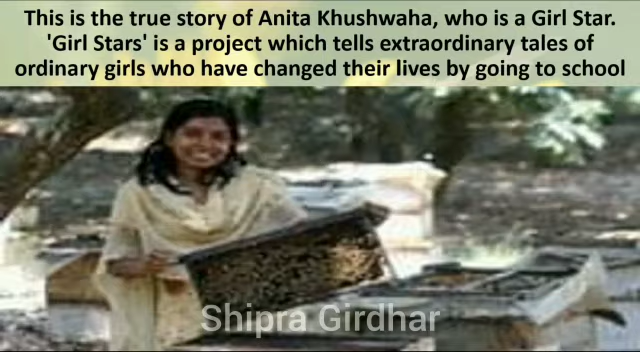 This is the true story of Anita Khushwaha, who is a Girl Star.
'Girl Stars' is a project which tells extraordinary tales of
ordinary girls who have changed their lives by going to school
Shipra Girdhar